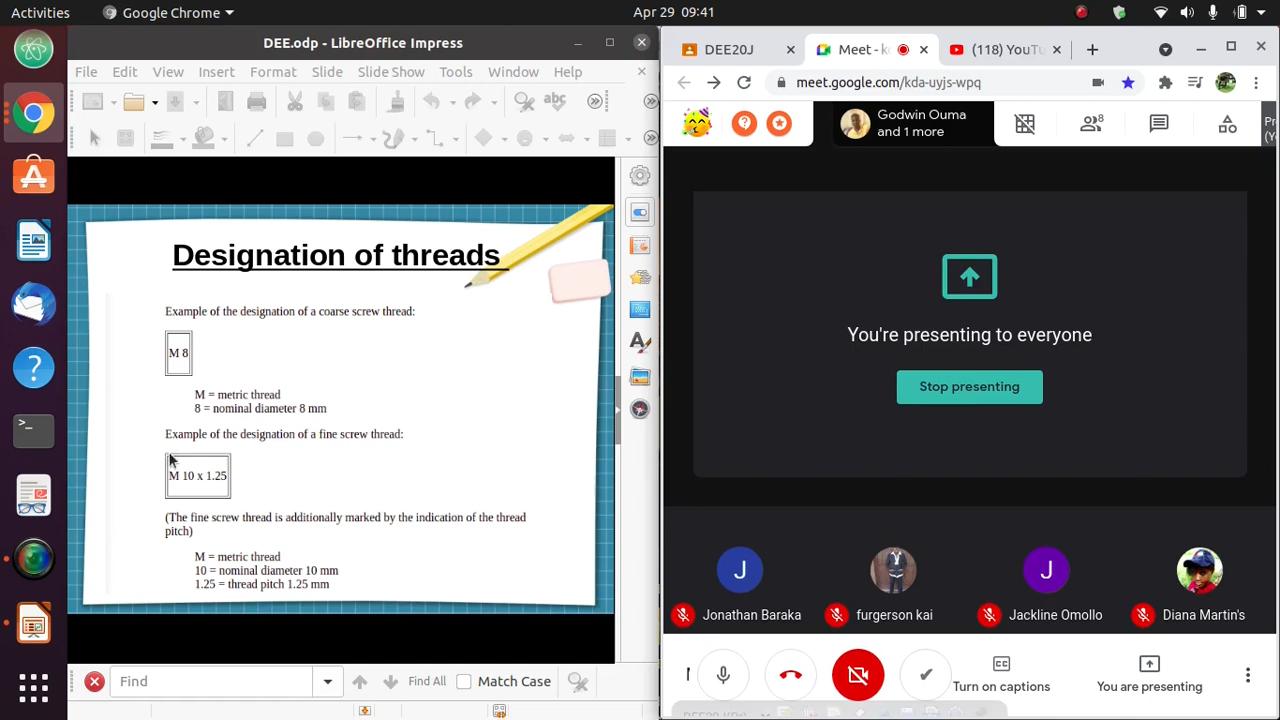 Activities
Google Chrome
Apr 29 09:41
DEE.odp - LibreOffice Impress
File Edit View Insert Format Slide Slide Show Tools Window Help
Designation of threads
Example of the designation of a coarse screw thread:
M 8
M = metric thread
8 = nominal diameter 8 mm
Example of the designation of a fine screw thread:
M 10 x 1.25
(The fine screw thread is additionally marked by the indication of the thread
pitch)
M = metric thread
10 = nominal diameter 10 mm
1.25 = thread pitch 1.25 mm
Find
Find All
Match Case
DEE20J
Meet - k
(118) YouTu
meet.google.com/kda-uyjs-wpq
Godwin Ouma
and 1 more
8
You're presenting to everyone
Stop presenting
J
J
Jonathan Baraka
furgerson kai
Jackline Omollo
Diana Martin's
Turn on captions
You are presenting